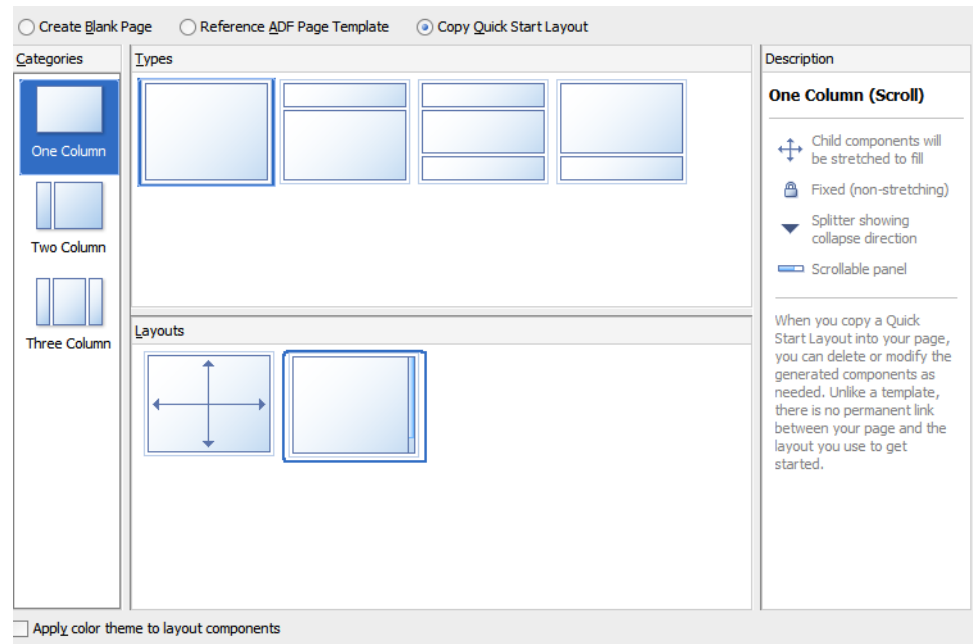 Create Blank Page Reference ADF Page Template Copy Quick Start Layout
Categories
One Column
Two Column
Three Column
Types
Layouts
Description
One Column (Scroll)
Child components will
be stretched to fill
Fixed (non-stretching)
Splitter showing
collapse direction
Scrollable panel
When you copy a Quick
Start Layout into your page,
you can delete or modify the
generated components as
needed. Unlike a template,
there is no permanent link
between your page and the
layout you use to get
started.
Apply color theme to layout components